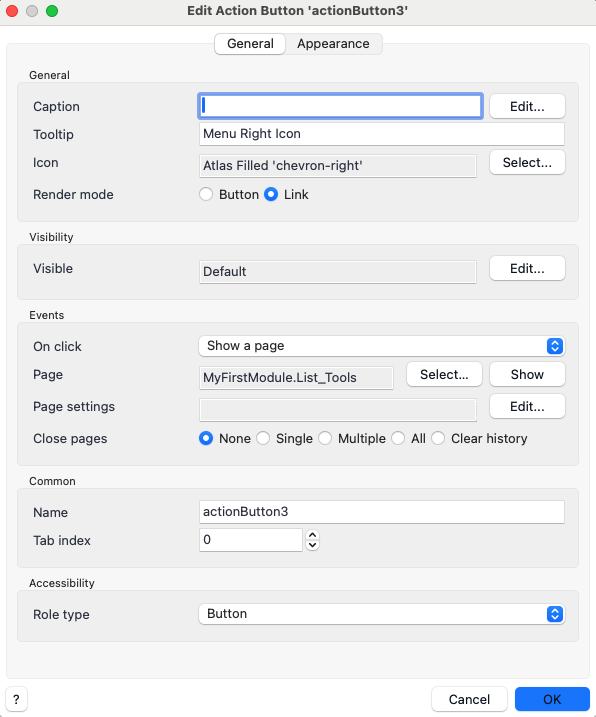 Edit Action Button 'actionButton3'
General Appearance
General
Caption Edit...
Tooltip Menu Right Icon
Icon Atlas Filled 'chevron-right' Select...
Render mode Button Link
Visibility
Visible Default Edit...
Events
On click Show a page
Page MyFirstModule.List_Tools Select... Show
Page settings Edit...
Close pages None Single Multiple All Clear history
Common
Name actionButton3
Tab index 0
Accessibility
Role type Button
? Cancel OK